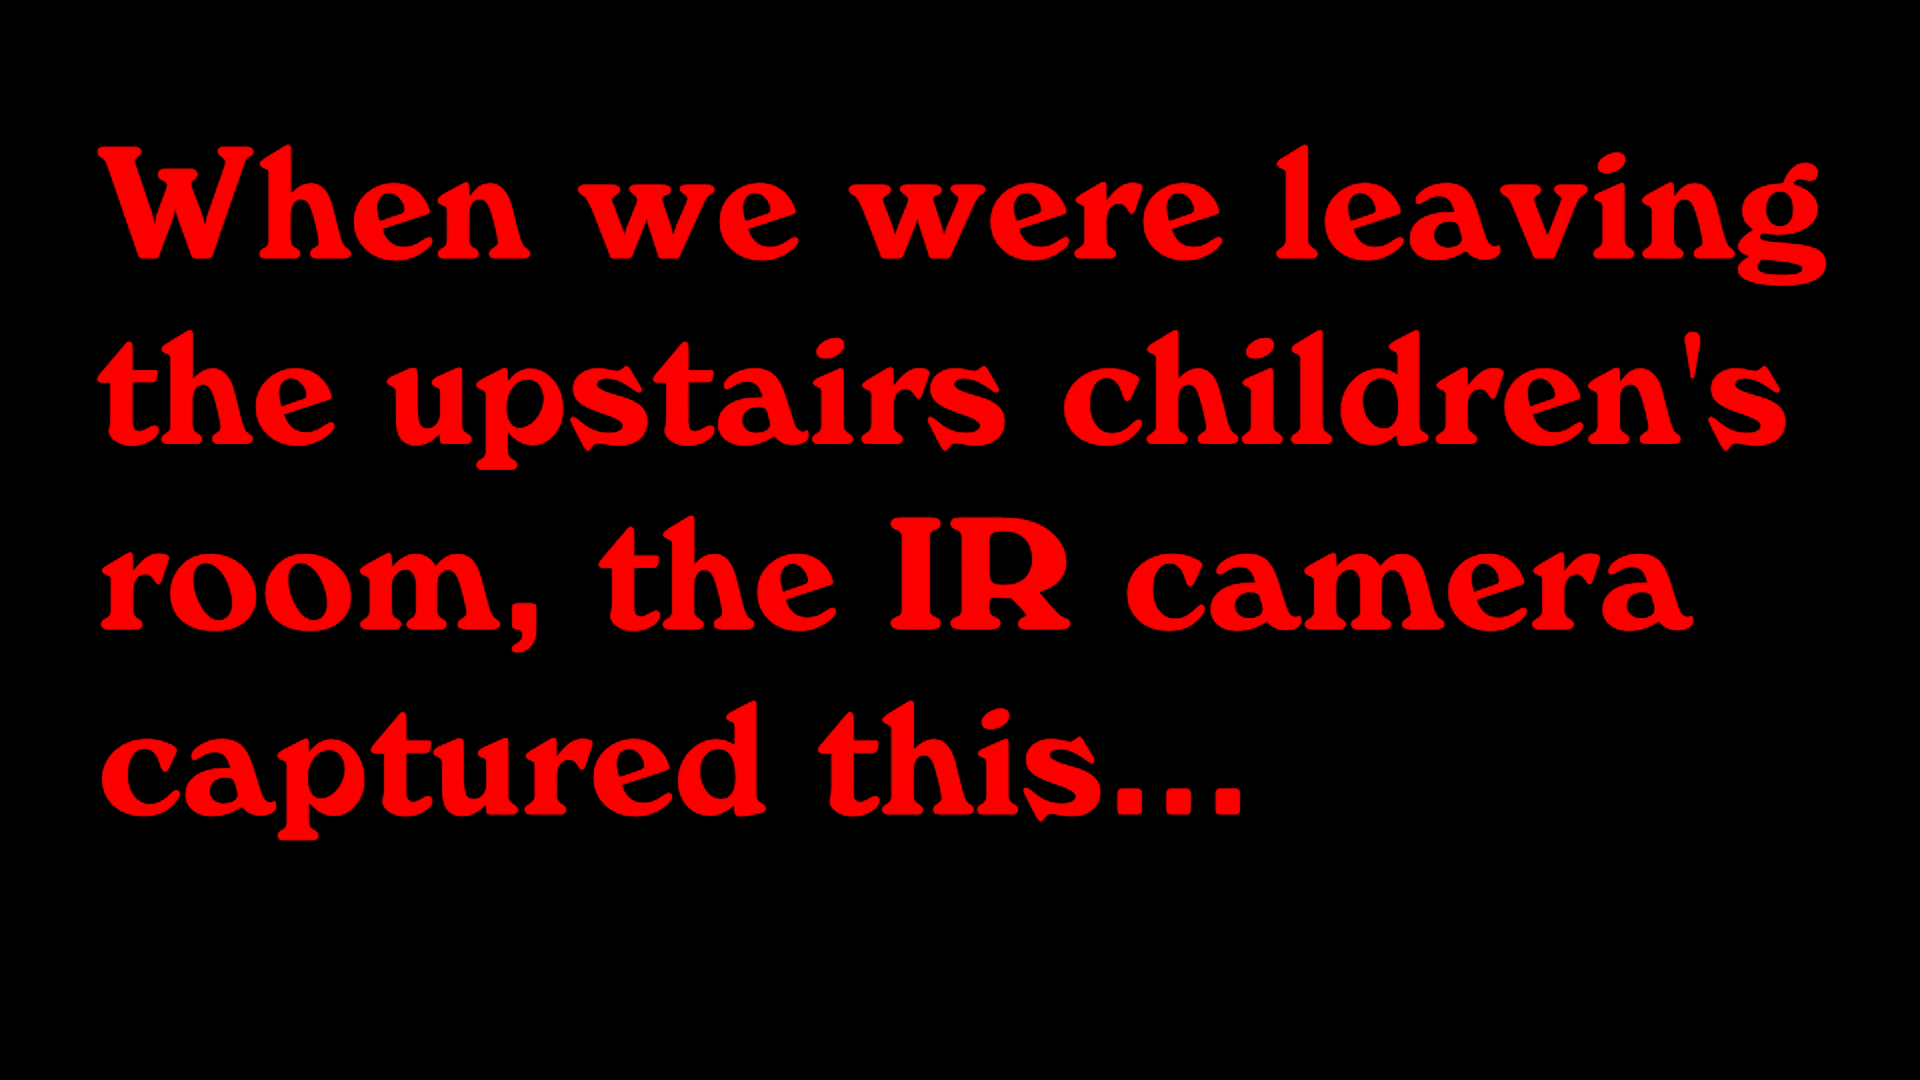 When we were leaving
the upstairs children's
room, the IR camera
captured this...